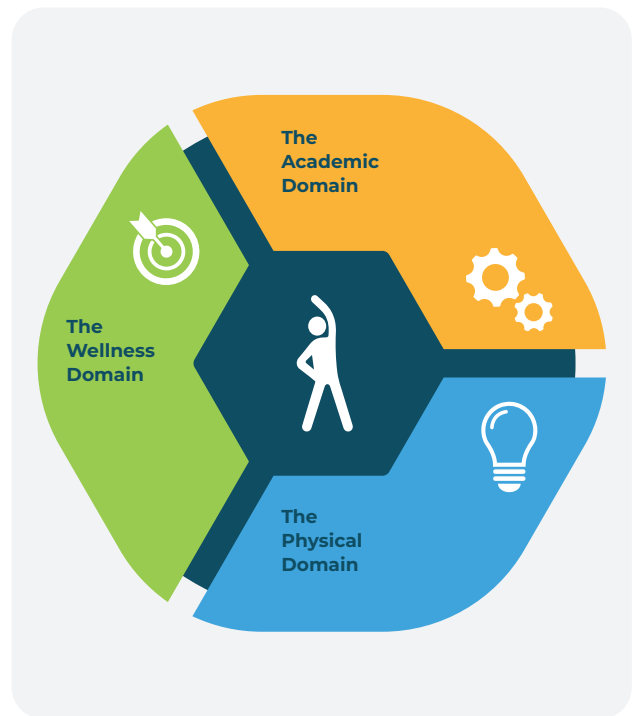 The
Academic
Domain
The
Wellness
Domain
The
Physical
Domain